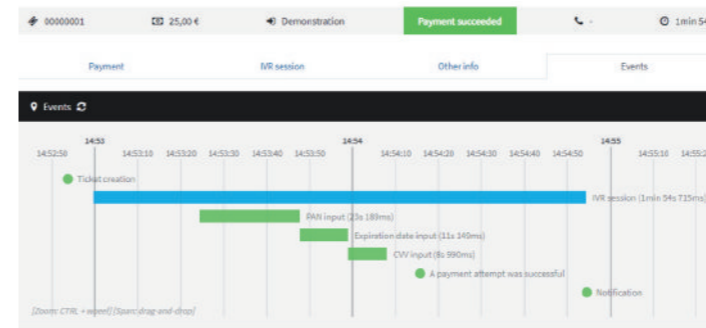 00000001 25,00 € Demonstration Payment succeeded - 1min 54
Payment IVR session Other info Events
Events
14:53 14:54 14:55
14:52:50 14:53:10 14:53:20 14:53:30 14:53:40 14:53:50 14:54:10 14:54:20 14:54:30 14:54:40 14:54:50 14:55:10 14:55:2
Ticket creation
IVR session (1min 54s 715ms)
PAN input (23s 189ms)
Expiration date input (11s 149ms)
CVV input (8s 990ms)
A payment attempt was successful
Notification
[Zoom: CTRL + wheel] [Span: drag-and-drop]